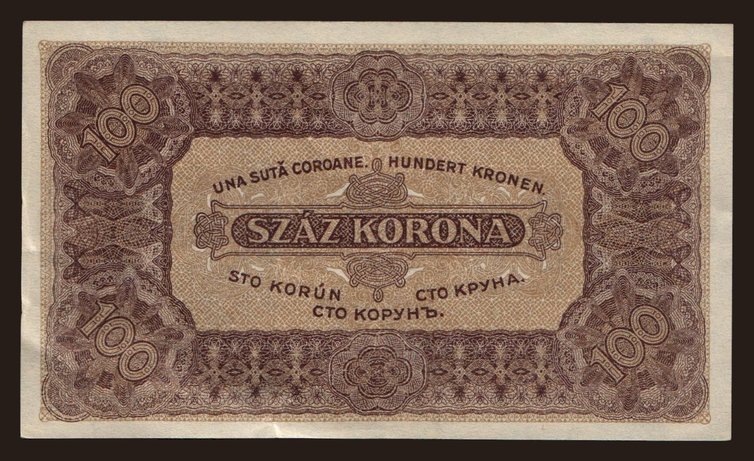 100 100
UNA SUTĂ COROANE. HUNDERT KRONEN.
SZÁZ KORONA
STO KORÚN СТО КРУНА.
СТО КОРУНЪ.
100 100